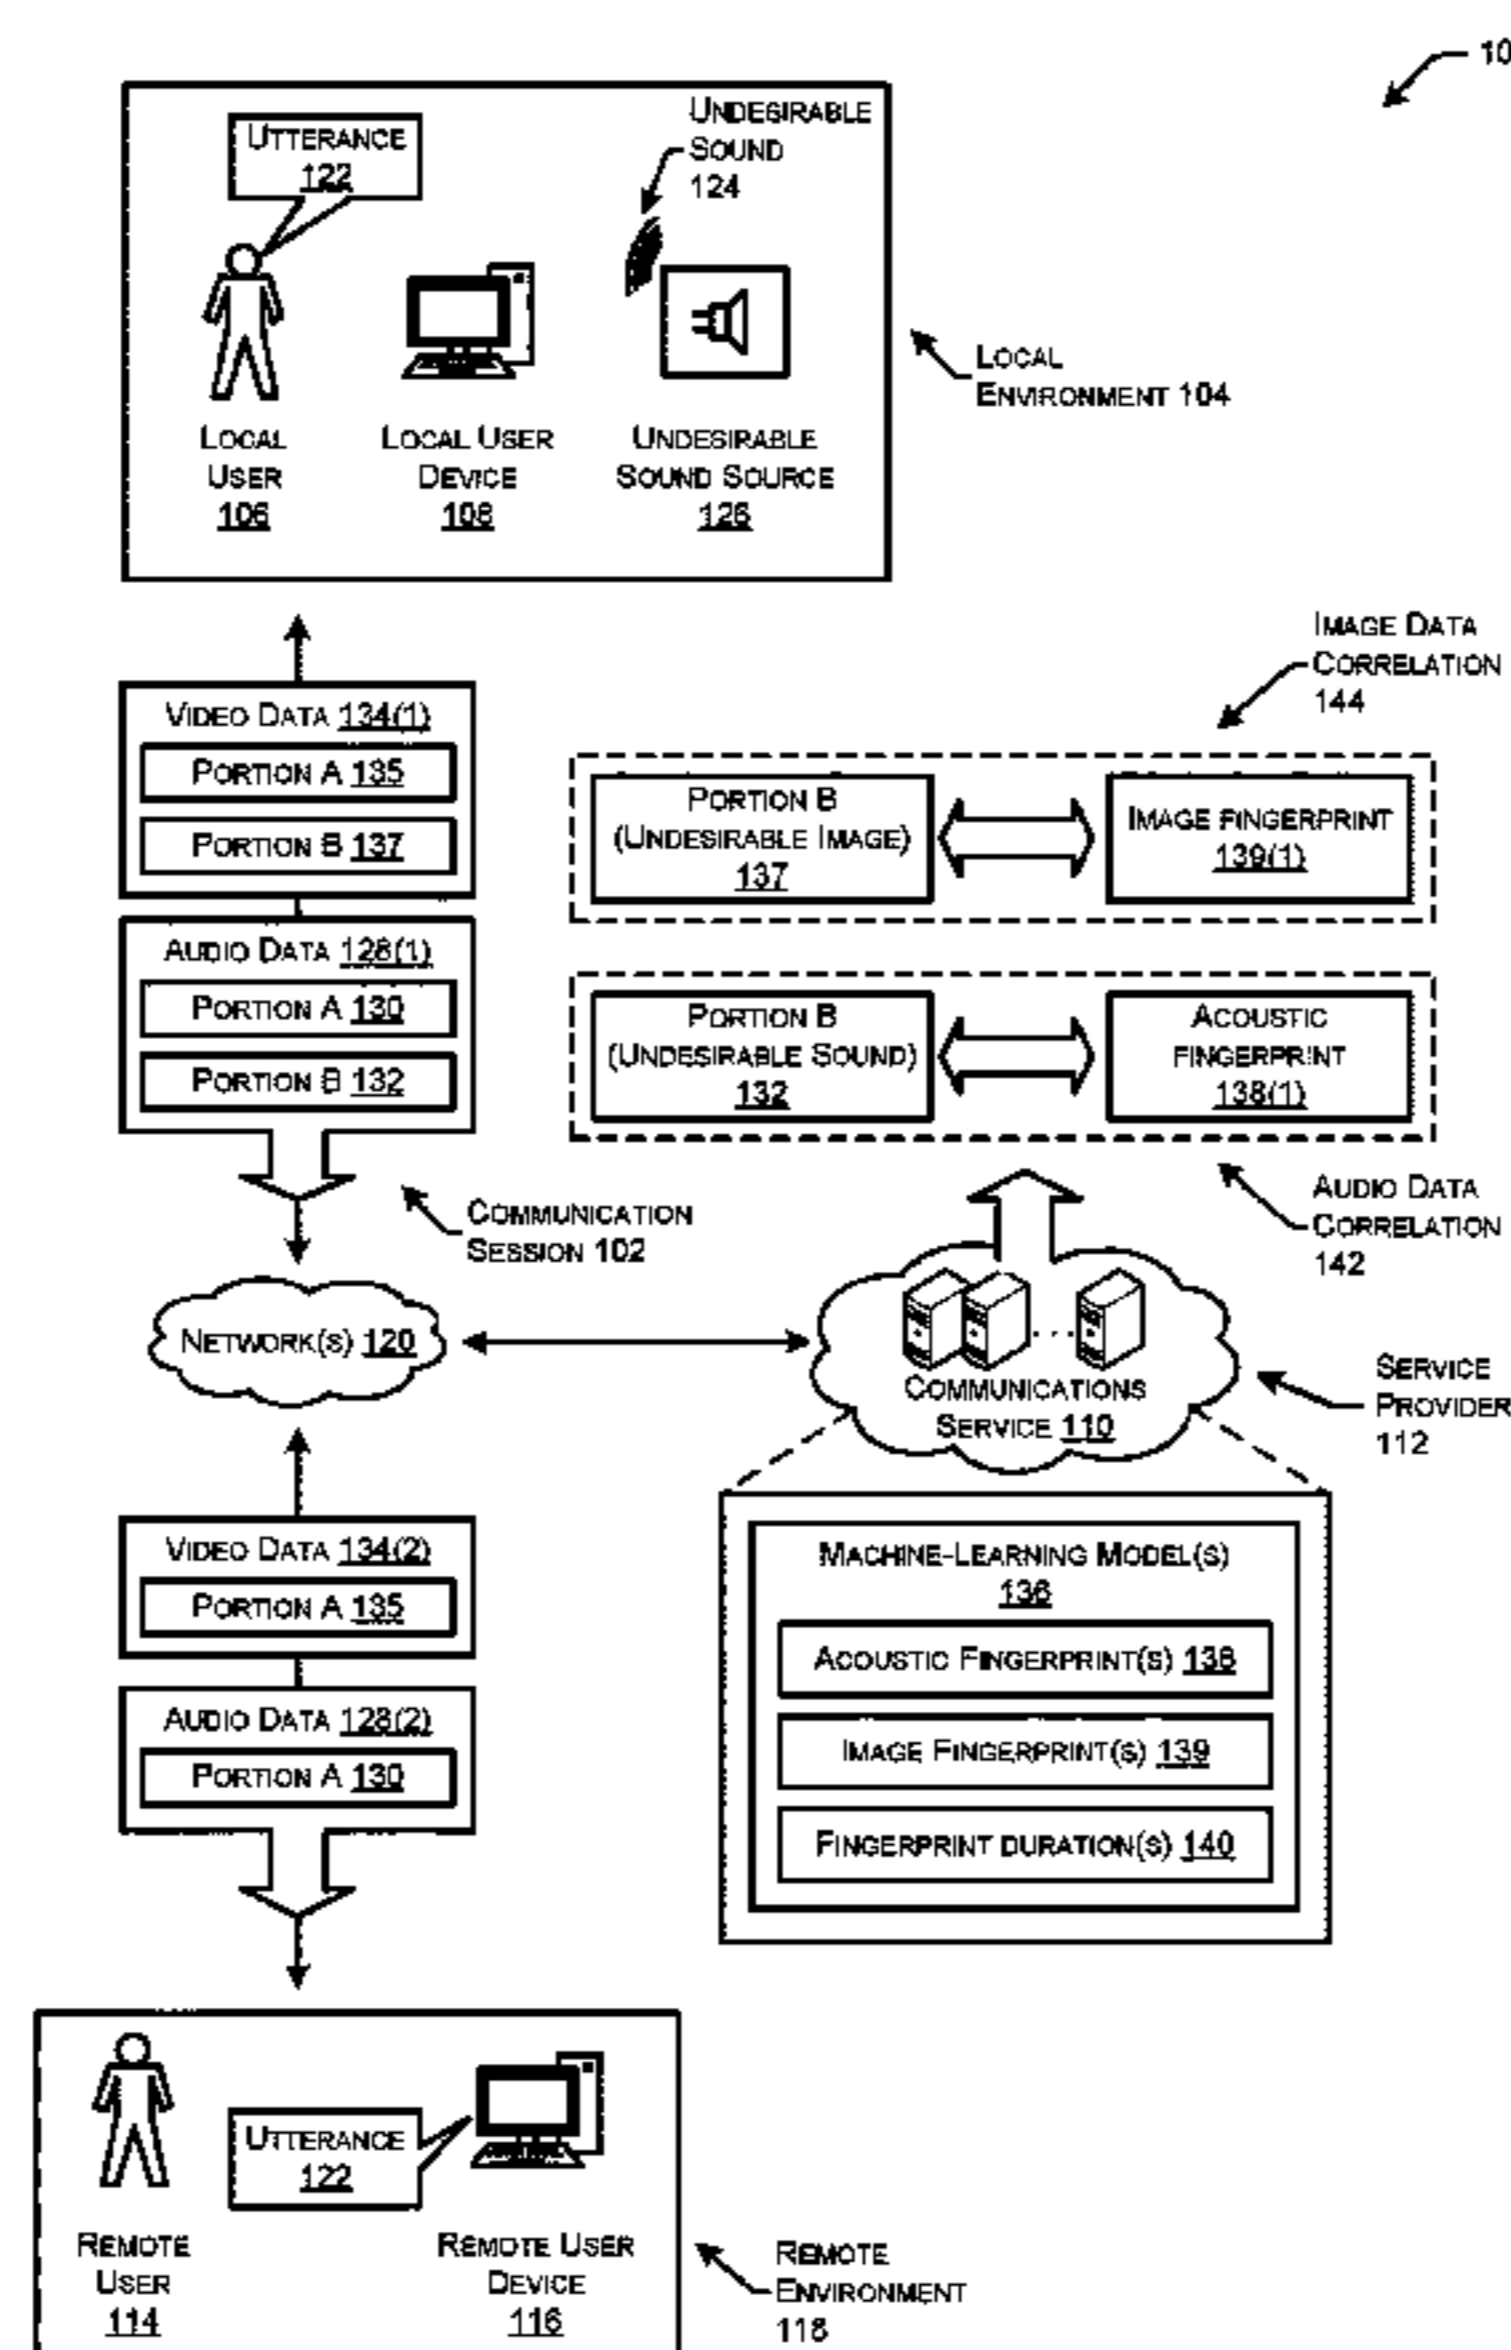 10
UTTERANCE
122
UNDESIRABLE
SOUND
124
LOCAL
USER
106
LOCAL USER
DEVICE
108
UNDESIRABLE
SOUND SOURCE
126
LOCAL
ENVIRONMENT 104
VIDEO DATA 134(1)
PORTION A 135
PORTION B 137
AUDIO DATA 128(1)
PORTION A 130
PORTION B 132
IMAGE DATA
CORRELATION
144
PORTION B
(UNDESIRABLE IMAGE)
137
IMAGE FINGERPRINT
139(1)
PORTION B
(UNDESIRABLE SOUND)
132
ACOUSTIC
FINGERPRINT
138(1)
AUDIO DATA
CORRELATION
142
COMMUNICATION
SESSION 102
NETWORK(S) 120
COMMUNICATIONS
SERVICE 110
SERVICE
PROVIDER
112
VIDEO DATA 134(2)
PORTION A 135
AUDIO DATA 128(2)
PORTION A 130
MACHINE-LEARNING MODEL(S)
136
ACOUSTIC FINGERPRINT(S) 138
IMAGE FINGERPRINT(S) 139
FINGERPRINT DURATION(S) 140
UTTERANCE
122
REMOTE
USER
114
REMOTE USER
DEVICE
116
REMOTE
ENVIRONMENT
118